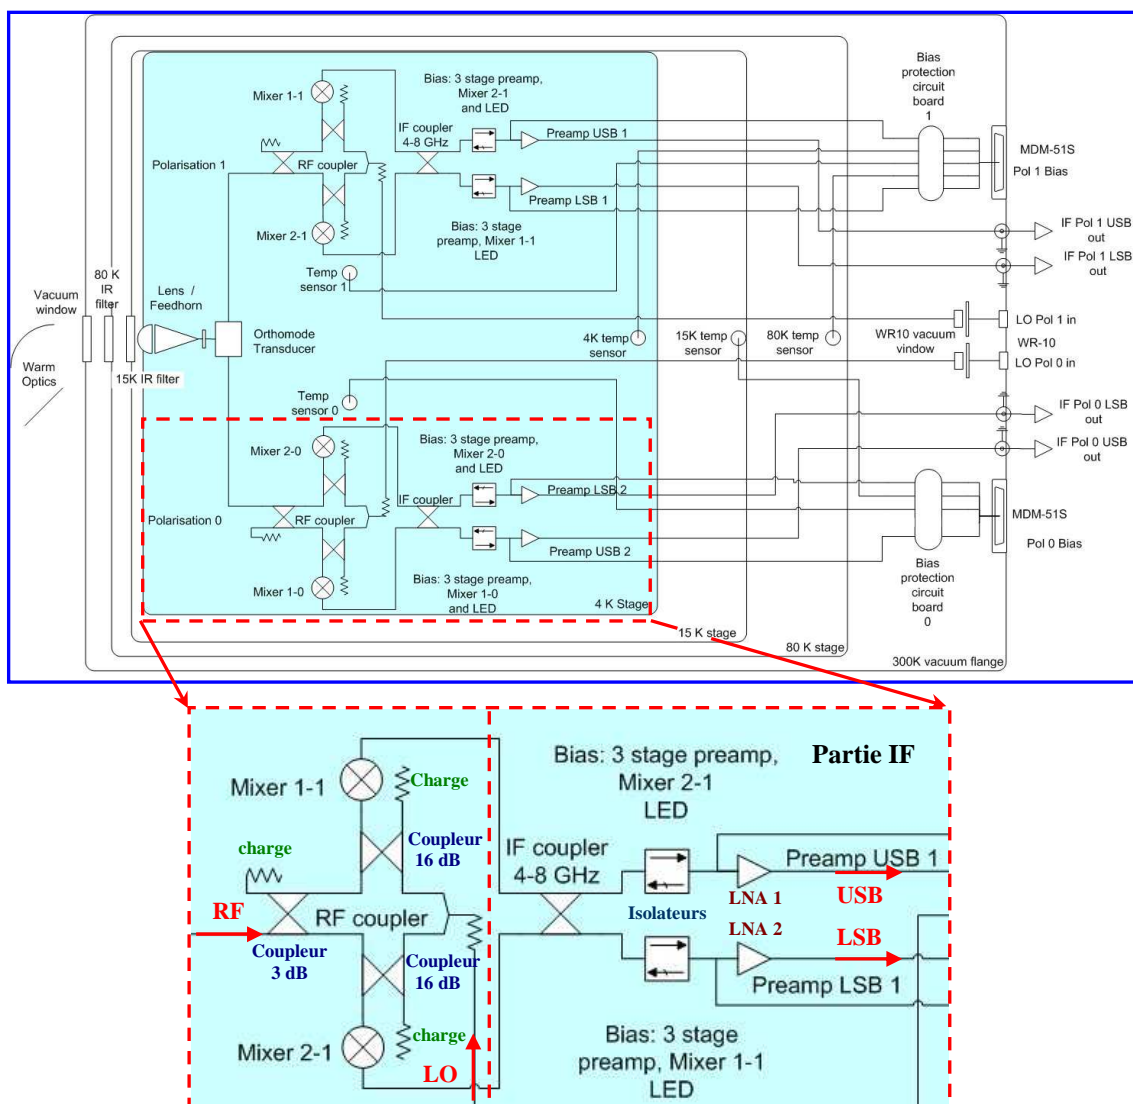 Bias: 3 stage preamp,
Mixer 2-1
and LED
Bias
protection
circuit
board
1
Mixer 1-1
IF coupler
4-8 GHz
Preamp USB 1
MDM-51S
Polarisation 1
RF coupler
Pol 1 Bias
Preamp LSB 1
Mixer 2-1
Bias: 3 stage
preamp, Mixer 1-1
LED
IF Pol 1 USB
out
IF Pol 1 LSB
out
Temp
sensor 1
80 K
IR
filter
Vacuum
window
Lens /
Feedhorn
Orthomode
Transducer
4K temp
sensor
15K temp
sensor
80K temp
sensor
WR10 vacuum
vindow
LO Pol 1 in
WR-10
LO Pol 0 in
Warm
Optics
15K IR filter
Temp
sensor 0
IF Pol 0 LSB
out
IF Pol 0 USB
out
Mixer 2-0
Bias: 3 stage preamp,
Mixer 2-0
and LED
IF coupler
Preamp LSB 2
Polarisation 0
RF coupler
Preamp USB 2
MDM-51S
Pol 0 Bias
Mixer 1-0
Bias: 3 stage preamp,
Mixer 1-0
and LED
Bias
protection
circuit
board
0
4 K Stage
15 K stage
80 K stage
300K vacuum flange
Bias: 3 stage preamp,
Mixer 2-1
LED
Partie IF
Mixer 1-1
Charge
charge
Coupleur
16 dB
IF coupler
4-8 GHz
Preamp USB 1
LNA 1
USB
RF
RF coupler
Isolateurs
LNA 2
LSB
Coupleur
3 dB
Coupleur
16 dB
Preamp LSB 1
Mixer 2-1
charge
LO
Bias: 3 stage
preamp, Mixer 1-1
LED